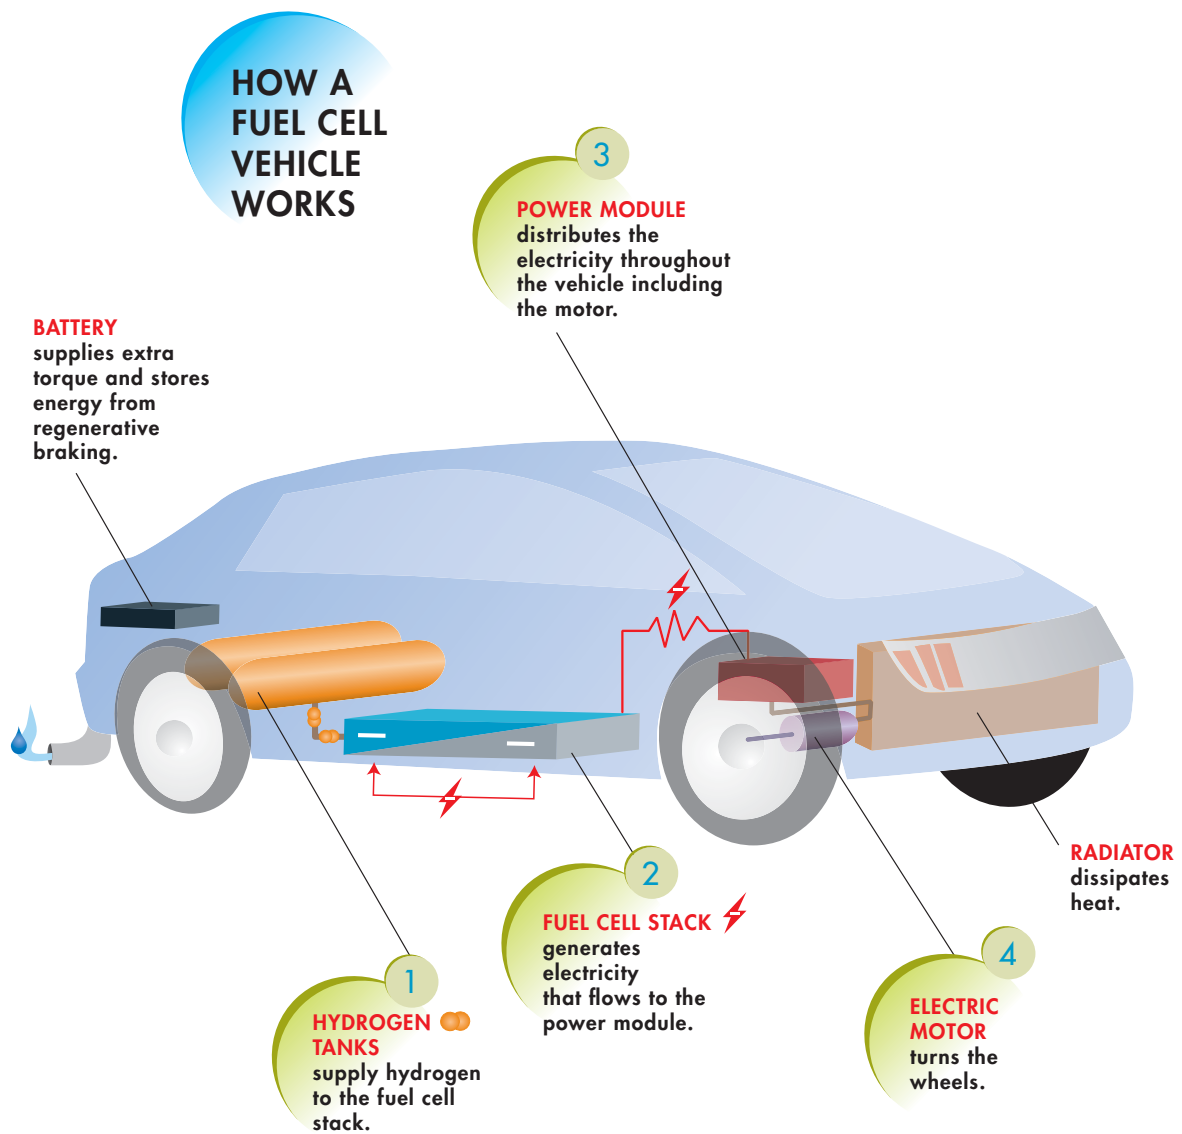 HOW A
FUEL CELL
VEHICLE
WORKS
3
POWER MODULE
distributes the
electricity throughout
the vehicle including
the motor.
BATTERY
supplies extra
torque and stores
energy from
regenerative
braking.
RADIATOR
dissipates
heat.
2
FUEL CELL STACK
generates
electricity
that flows to the
power module.
4
ELECTRIC
MOTOR
turns the
wheels.
1
HYDROGEN
TANKS
supply hydrogen
to the fuel cell
stack.